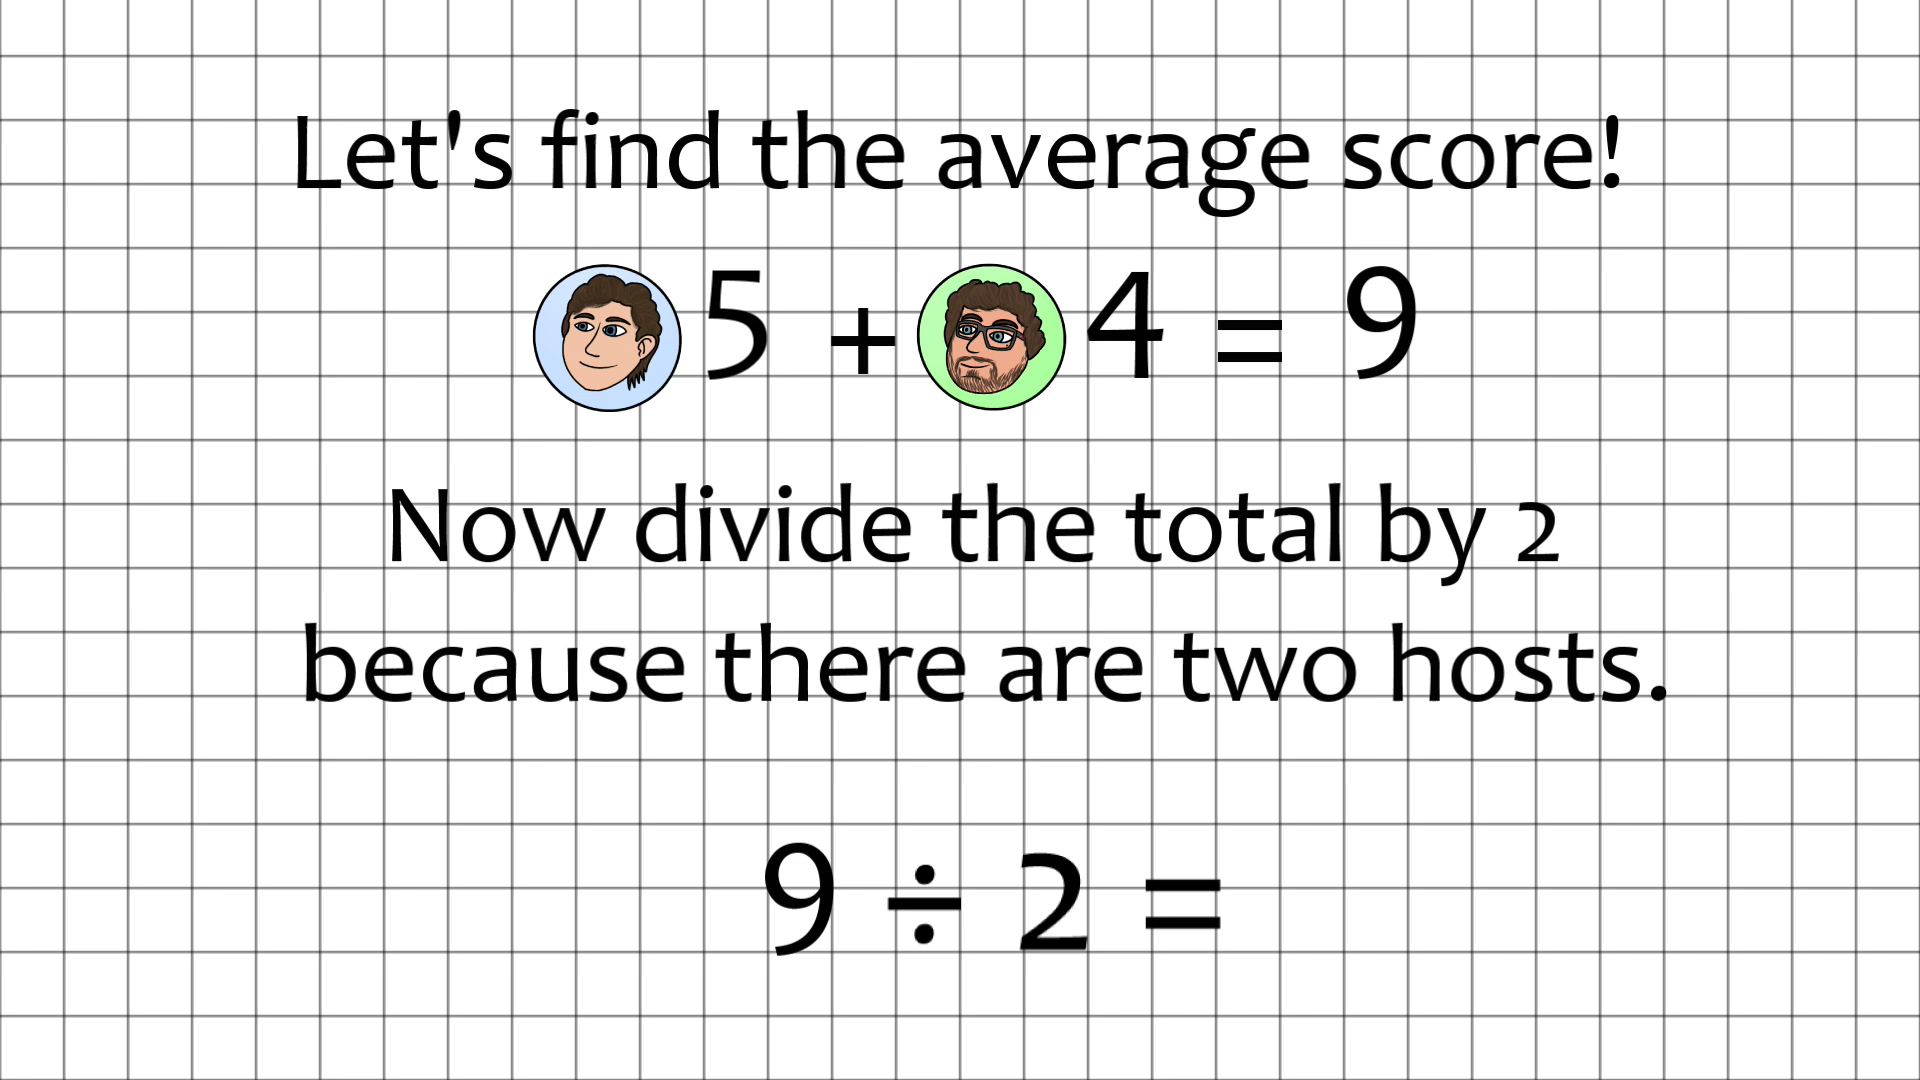 Let's find the average score!
5 + 4 = 9
Now divide the total by 2
because there are two hosts.
9 ÷ 2 =